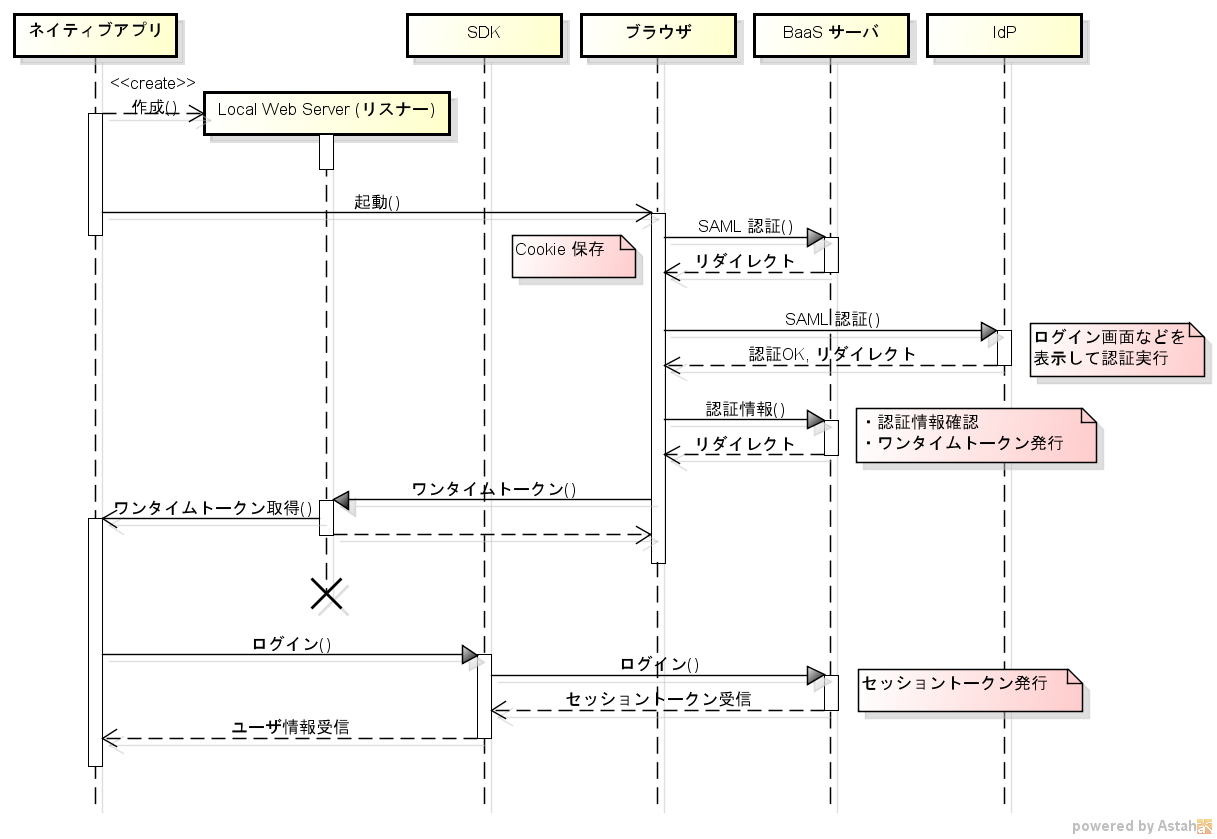 ネイティブアプリ
SDK
ブラウザ
BaaS サーバ
IdP
<<create>>
作成()
Local Web Server (リスナー)
起動()
SAML 認証()
Cookie 保存
リダイレクト
SAML 認証()
ログイン画面などを
表示して認証実行
認証OK, リダイレクト
認証情報()
・認証情報確認
・ワンタイムトークン発行
リダイレクト
ワンタイムトークン()
ワンタイムトークン取得()
ログイン()
ログイン()
セッショントークン発行
セッショントークン受信
ユーザ情報受信
powered by Astah